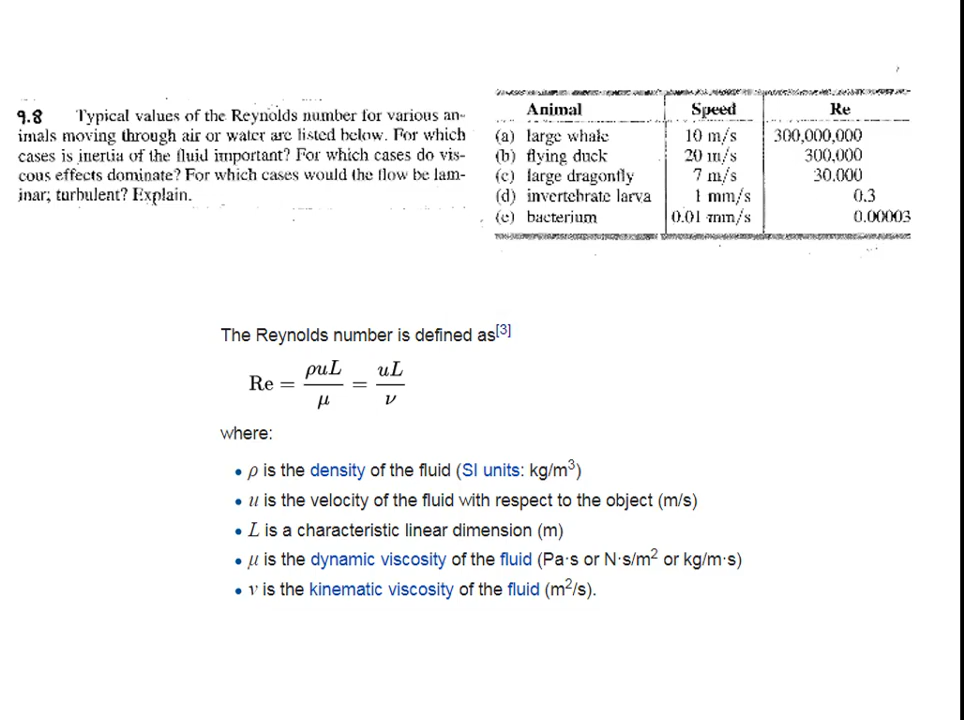 9.8 Typical values of the Reynolds number for various an-
imals moving through air or water are listed below. For which
cases is inertia of the fluid important? For which cases do vis-
cous effects dominate? For which cases would the flow be lam-
inar; turbulent? Explain.
Animal Speed Re
(a) large whale 10 m/s 300,000,000
(b) flying duck 20 m/s 300,000
(c) large dragonfly 7 m/s 30,000
(d) invertebrate larva 1 mm/s 0.3
(e) bacterium 0.01 mm/s 0.00003
The Reynolds number is defined as[3]
Re = ρuL/μ = uL/ν
where:
• ρ is the density of the fluid (SI units: kg/m³)
• u is the velocity of the fluid with respect to the object (m/s)
• L is a characteristic linear dimension (m)
• μ is the dynamic viscosity of the fluid (Pa·s or N·s/m² or kg/m·s)
• ν is the kinematic viscosity of the fluid (m²/s).